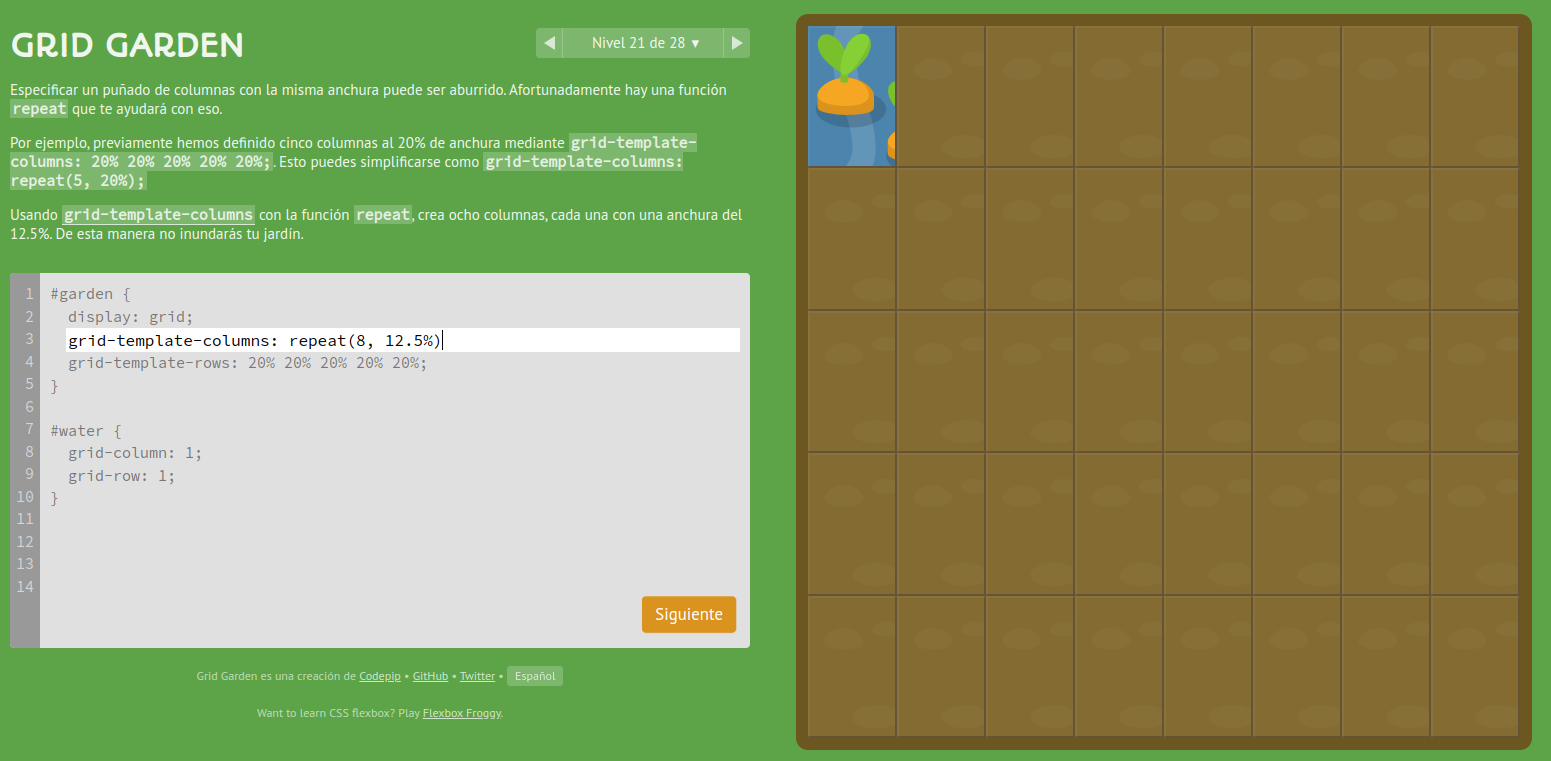 GRID GARDEN
◀ Nivel 21 de 28 ▾ ▶
Especificar un puñado de columnas con la misma anchura puede ser aburrido. Afortunadamente hay una función
repeat que te ayudará con eso.
Por ejemplo, previamente hemos definido cinco columnas al 20% de anchura mediante grid-template-
columns: 20% 20% 20% 20% 20%;. Esto puedes simplificarse como grid-template-columns:
repeat(5, 20%);
Usando grid-template-columns con la función repeat, crea ocho columnas, cada una con una anchura del
12.5%. De esta manera no inundarás tu jardín.
1 #garden {
2 display: grid;
3 grid-template-columns: repeat(8, 12.5%)
4 grid-template-rows: 20% 20% 20% 20% 20%;
5 }
6
7 #water {
8 grid-column: 1;
9 grid-row: 1;
10 }
11
12
13
14
Siguiente
Grid Garden es una creación de Codepip • GitHub • Twitter • Español
Want to learn CSS flexbox? Play Flexbox Froggy.